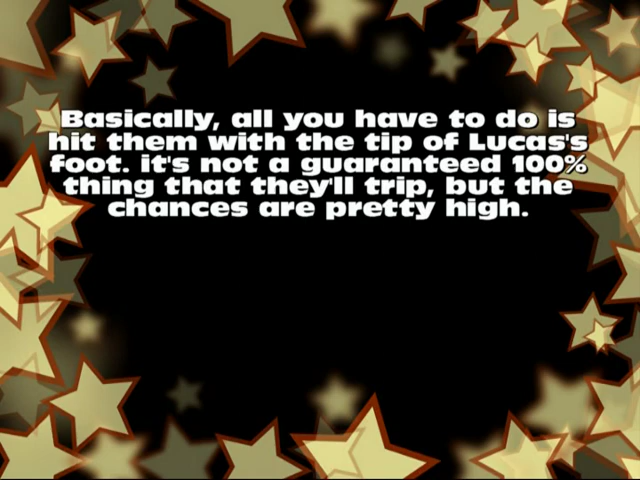 Basically, all you have to do is
hit them with the tip of Lucas's
foot. it's not a guaranteed 100%
thing that they'll trip, but the
chances are pretty high.